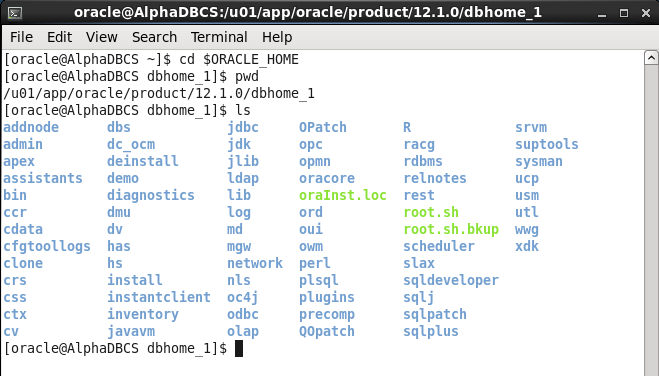 oracle@AlphaDBCS:/u01/app/oracle/product/12.1.0/dbhome_1
File Edit View Search Terminal Help
[oracle@AlphaDBCS ~]$ cd $ORACLE_HOME
[oracle@AlphaDBCS dbhome_1]$ pwd
/u01/app/oracle/product/12.1.0/dbhome_1
[oracle@AlphaDBCS dbhome_1]$ ls
addnode dbs jdbc OPatch R srvm
admin dc_ocm jdk opc racg suptools
apex deinstall jlib opmn rdbms sysman
assistants demo ldap oracore relnotes ucp
bin diagnostics lib oraInst.loc rest usm
ccr dmu log ord root.sh utl
cdata dv md oui root.sh.bkup wwg
cfgtoollogs has mgw owm scheduler xdk
clone hs network perl slax
crs install nls plsql sqldeveloper
css instantclient oc4j plugins sqlj
ctx inventory odbc precomp sqlpatch
cv javavm olap QOpatch sqlplus
[oracle@AlphaDBCS dbhome_1]$